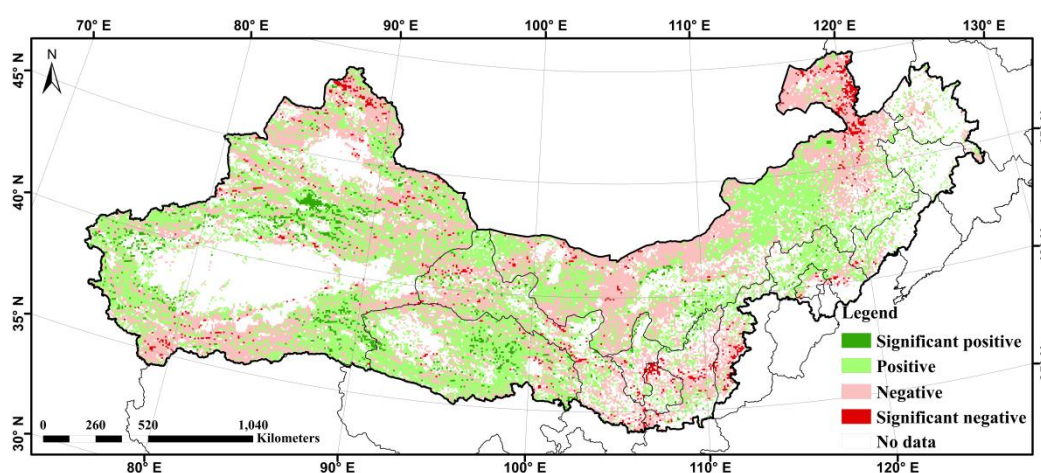 70° E 80° E 90° E 100° E 110° E 120° E 130° E
45° N
N
40° N
35° N
30° N
Legend
Significant positive
Positive
Negative
Significant negative
No data
0 260 520 1,040
Kilometers
80° E 90° E 100° E 110° E 120° E